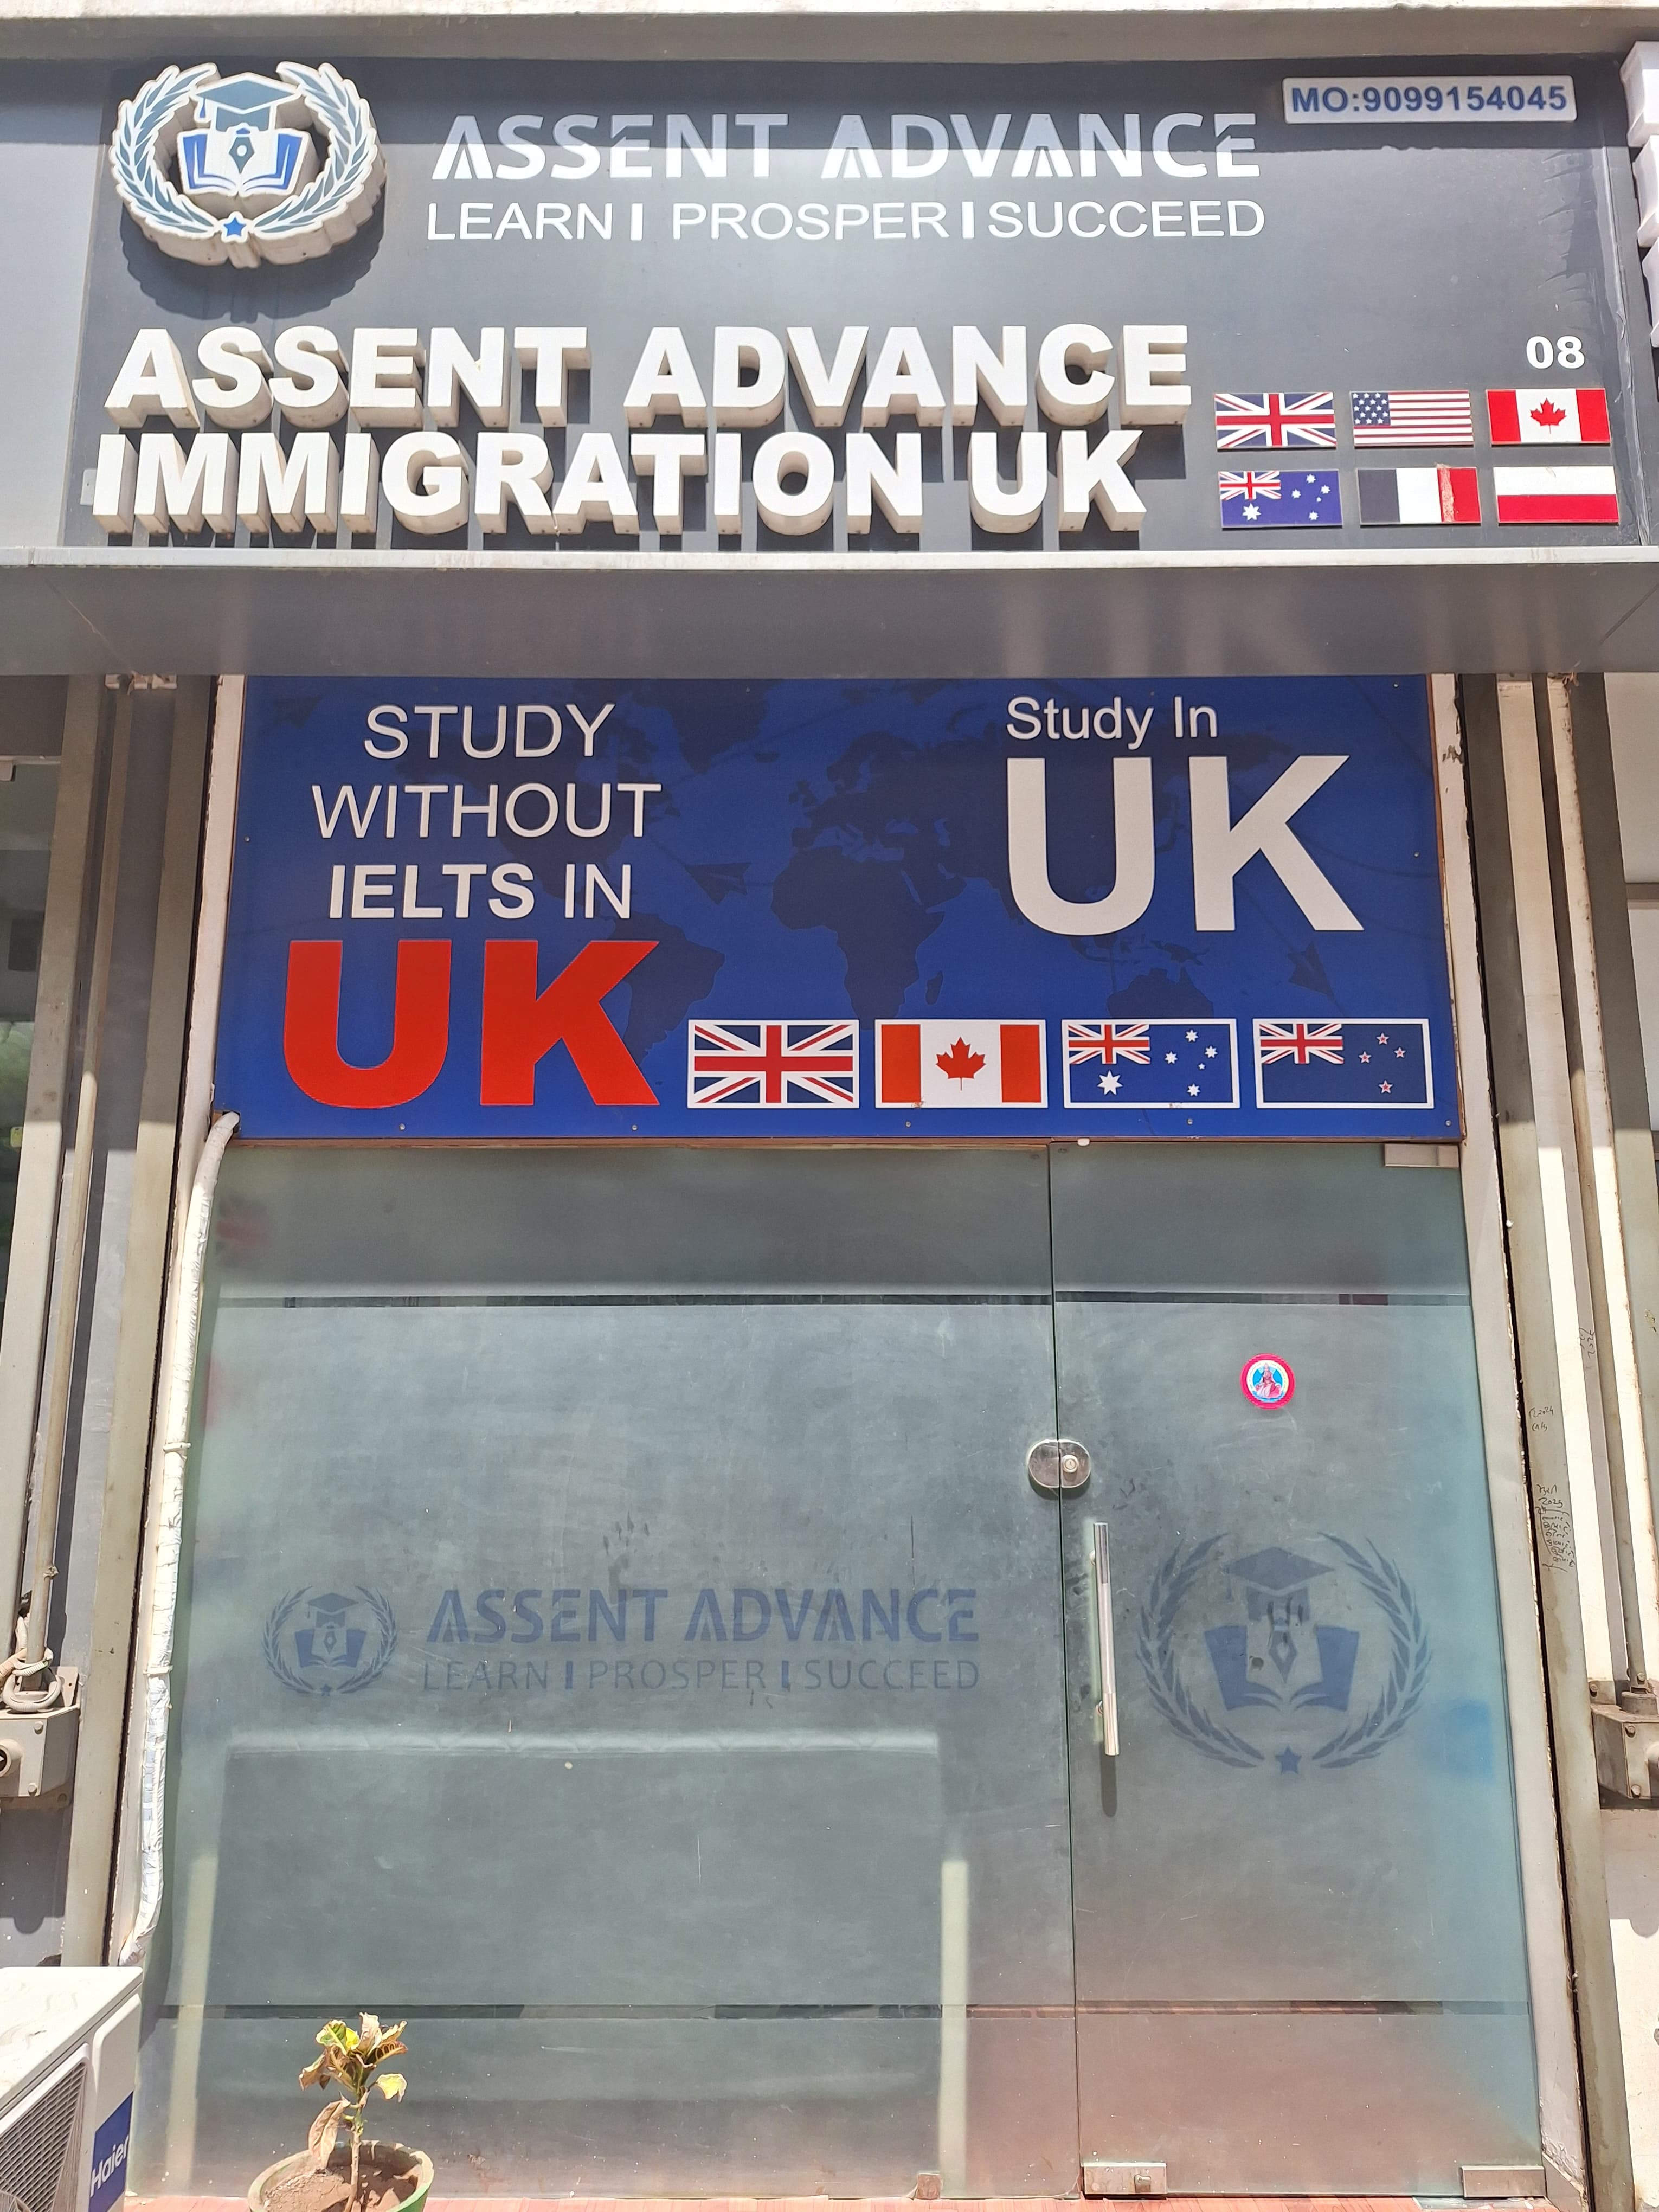 MO:9099154045
ASSENT ADVANCE
LEARN | PROSPER | SUCCEED
ASSENT ADVANCE
IMMIGRATION UK
08
STUDY
WITHOUT
IELTS IN
UK
Study In
UK
ASSENT ADVANCE
LEARN | PROSPER | SUCCEED
Haier